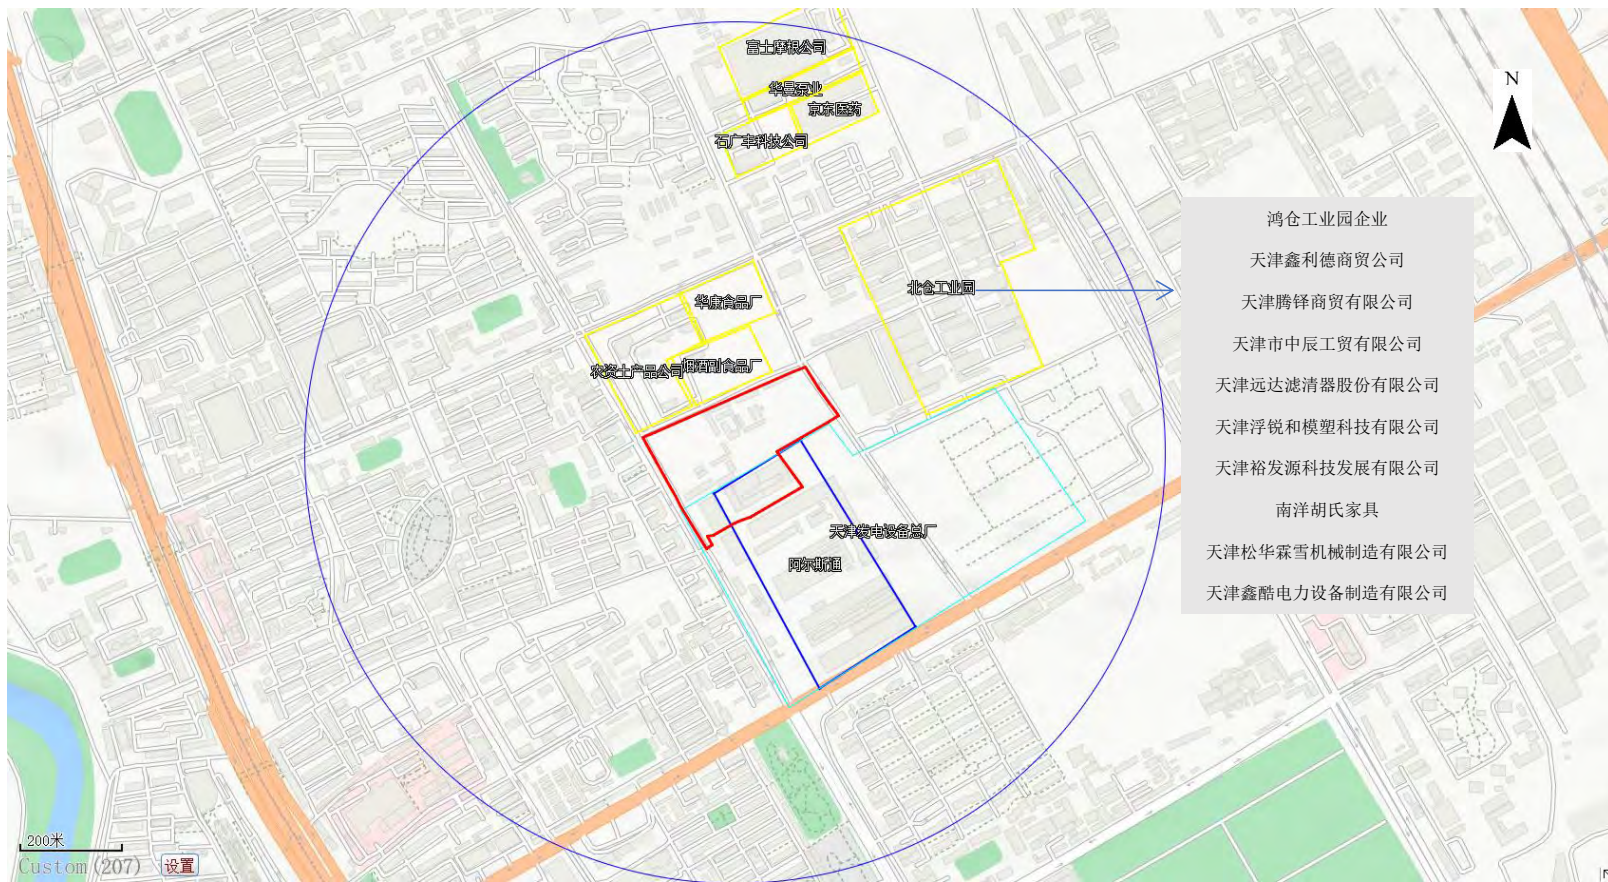 富士摩根公司
华昌泵业
京东医药
石广丰科技公司
N
鸿仓工业园企业
天津鑫利德商贸公司
天津腾铎商贸有限公司
天津市中辰工贸有限公司
天津远达滤清器股份有限公司
天津浮锐和模塑科技有限公司
天津裕发源科技发展有限公司
南洋胡氏家具
天津松华霖雪机械制造有限公司
天津鑫酷电力设备制造有限公司
北仓工业园
华康食品厂
烟酒副食品厂
农资土产品公司
天津发电设备总厂
阿尔斯通
200米
Custom (207)
设置